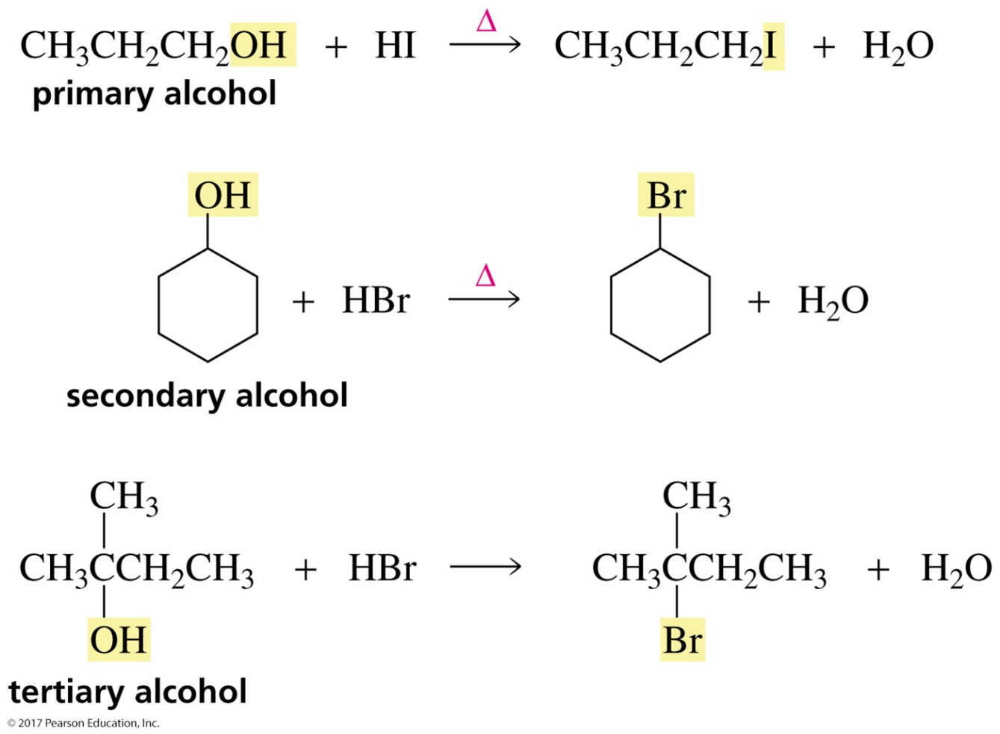 Δ
CH₃CH₂CH₂OH + HI ⟶ CH₃CH₂CH₂I + H₂O
primary alcohol
OH Br
Δ
+ HBr ⟶ + H₂O
secondary alcohol
CH₃ CH₃
CH₃CCH₂CH₃ + HBr ⟶ CH₃CCH₂CH₃ + H₂O
OH Br
tertiary alcohol
© 2017 Pearson Education, Inc.